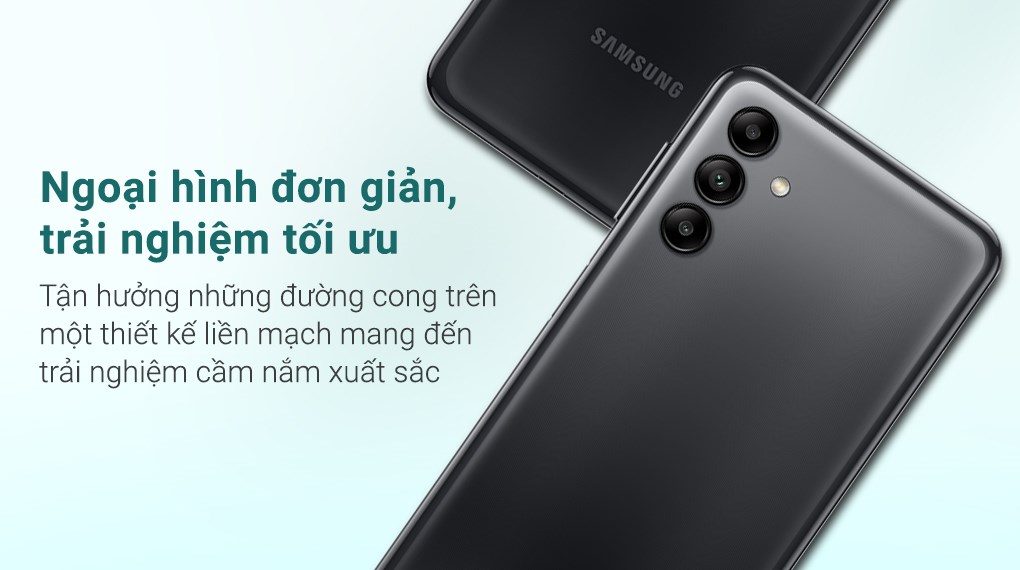 SAMSUNG
Ngoại hình đơn giản,
trải nghiệm tối ưu
Tận hưởng những đường cong trên
một thiết kế liền mạch mang đến
trải nghiệm cầm nắm xuất sắc